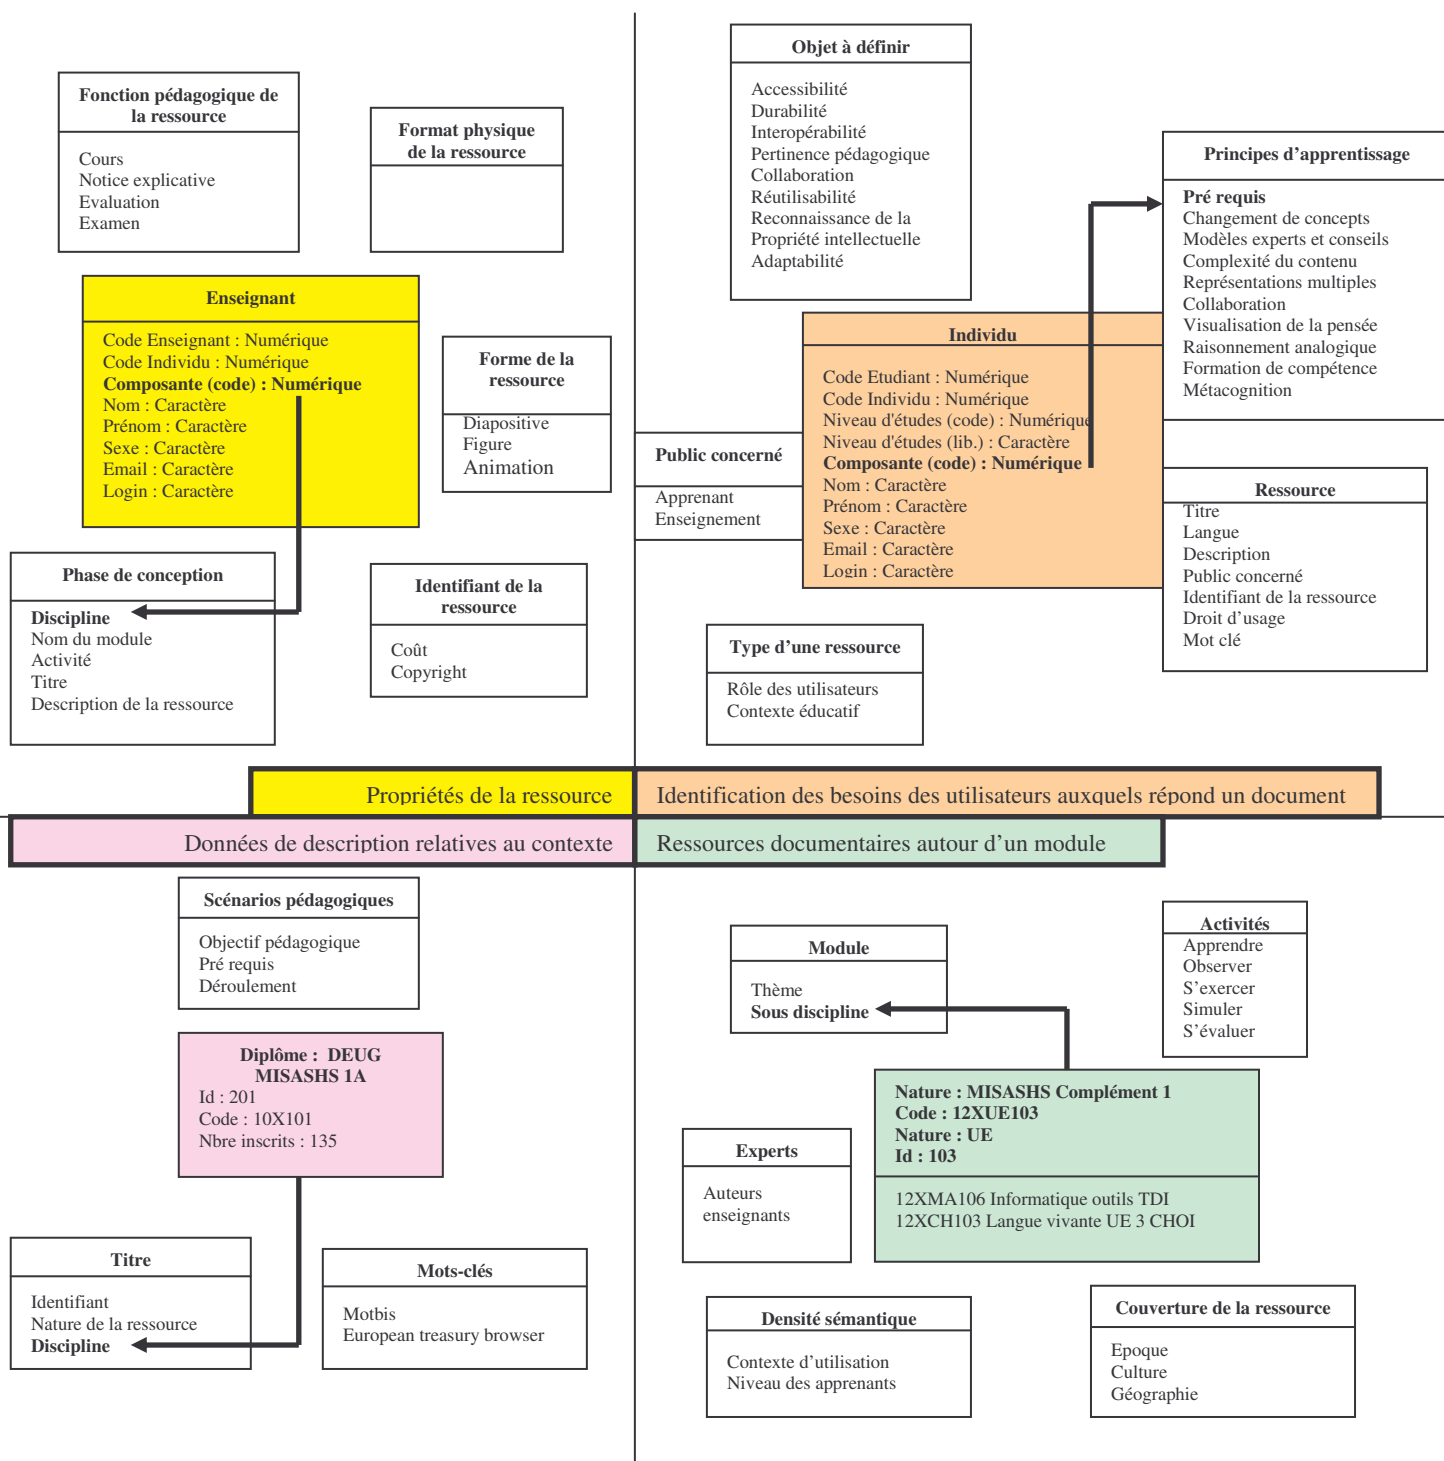 Fonction pédagogique de
la ressource
Cours
Notice explicative
Evaluation
Examen
Format physique
de la ressource
Enseignant
Code Enseignant : Numérique
Code Individu : Numérique
Composante (code) : Numérique
Nom : Caractère
Prénom : Caractère
Sexe : Caractère
Email : Caractère
Login : Caractère
Forme de la
ressource
Diapositive
Figure
Animation
Phase de conception
Discipline
Nom du module
Activité
Titre
Description de la ressource
Identifiant de la
ressource
Coût
Copyright
Objet à définir
Accessibilité
Durabilité
Interopérabilité
Pertinence pédagogique
Collaboration
Réutilisabilité
Reconnaissance de la
Propriété intellectuelle
Adaptabilité
Principes d’apprentissage
Pré requis
Changement de concepts
Modèles experts et conseils
Complexité du contenu
Représentations multiples
Collaboration
Visualisation de la pensée
Raisonnement analogique
Formation de compétence
Métacognition
Individu
Code Etudiant : Numérique
Code Individu : Numérique
Niveau d'études (code) : Numérique
Niveau d'études (lib.) : Caractère
Composante (code) : Numérique
Nom : Caractère
Prénom : Caractère
Sexe : Caractère
Email : Caractère
Login : Caractère
Public concerné
Apprenant
Enseignement
Ressource
Titre
Langue
Description
Public concerné
Identifiant de la ressource
Droit d’usage
Mot clé
Type d’une ressource
Rôle des utilisateurs
Contexte éducatif
Propriétés de la ressource
Identification des besoins des utilisateurs auxquels répond un document
Données de description relatives au contexte
Ressources documentaires autour d’un module
Scénarios pédagogiques
Objectif pédagogique
Pré requis
Déroulement
Diplôme :  DEUG
MISASHS 1A
Id : 201
Code : 10X101
Nbre inscrits : 135
Titre
Identifiant
Nature de la ressource
Discipline
Mots-clés
Motbis
European treasury browser
Module
Thème
Sous discipline
Activités
Apprendre
Observer
S’exercer
Simuler
S’évaluer
Nature : MISASHS Complément 1
Code : 12XUE103
Nature : UE
Id : 103
12XMA106 Informatique outils TDI
12XCH103 Langue vivante UE 3 CHOI
Experts
Auteurs
enseignants
Densité sémantique
Contexte d’utilisation
Niveau des apprenants
Couverture de la ressource
Epoque
Culture
Géographie